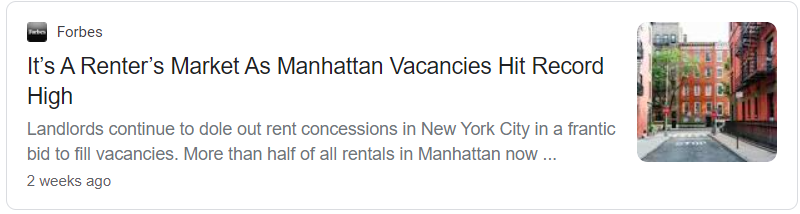 Forbes
Forbes
It's A Renter's Market As Manhattan Vacancies Hit Record
High
Landlords continue to dole out rent concessions in New York City in a frantic
bid to fill vacancies. More than half of all rentals in Manhattan now ...
2 weeks ago